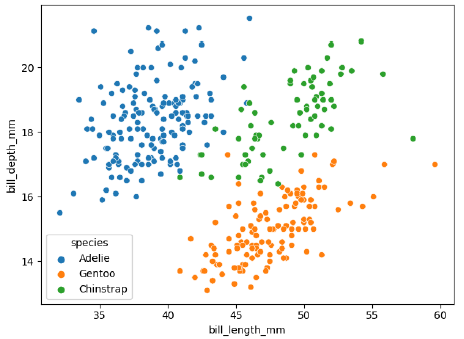 bill_depth_mm
20
18
16
14
species
Adelie
Gentoo
Chinstrap
35
40
45
50
55
60
bill_length_mm